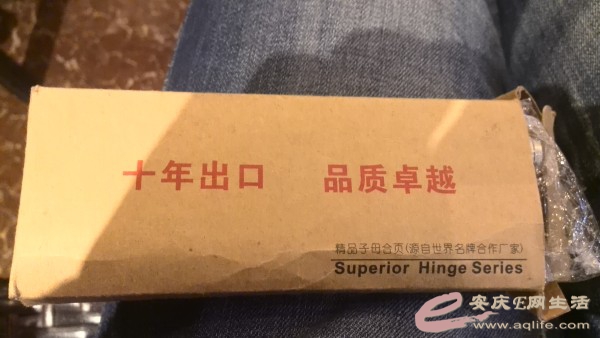 十年出口 品质卓越
精品子母合页(源自世界名牌合作厂家)
Superior Hinge Series
安庆E网生活
www.aqlife.com